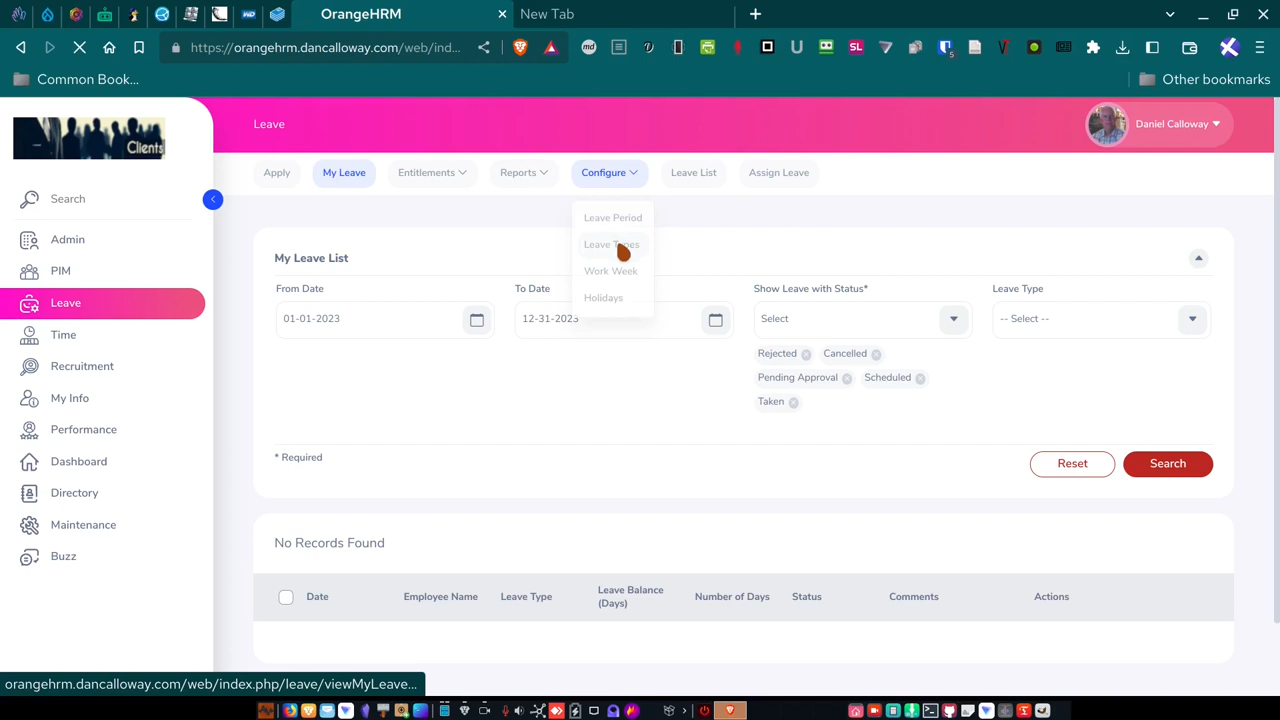 OrangeHRM
New Tab
https://orangehrm.dancalloway.com/web/ind...
Common Book...
Other bookmarks
Clients
Leave
Daniel Calloway
Apply
My Leave
Entitlements
Reports
Configure
Leave List
Assign Leave
Search
Admin
PIM
Leave
Time
Recruitment
My Info
Performance
Dashboard
Directory
Maintenance
Buzz
Leave Period
Leave Types
Work Week
Holidays
My Leave List
From Date
To Date
Show Leave with Status*
Leave Type
01-01-2023
12-31-2023
Select
-- Select --
Rejected
Cancelled
Pending Approval
Scheduled
Taken
* Required
Reset
Search
No Records Found
Date
Employee Name
Leave Type
Leave Balance
(Days)
Number of Days
Status
Comments
Actions
orangehrm.dancalloway.com/web/index.php/leave/viewMyLeave...